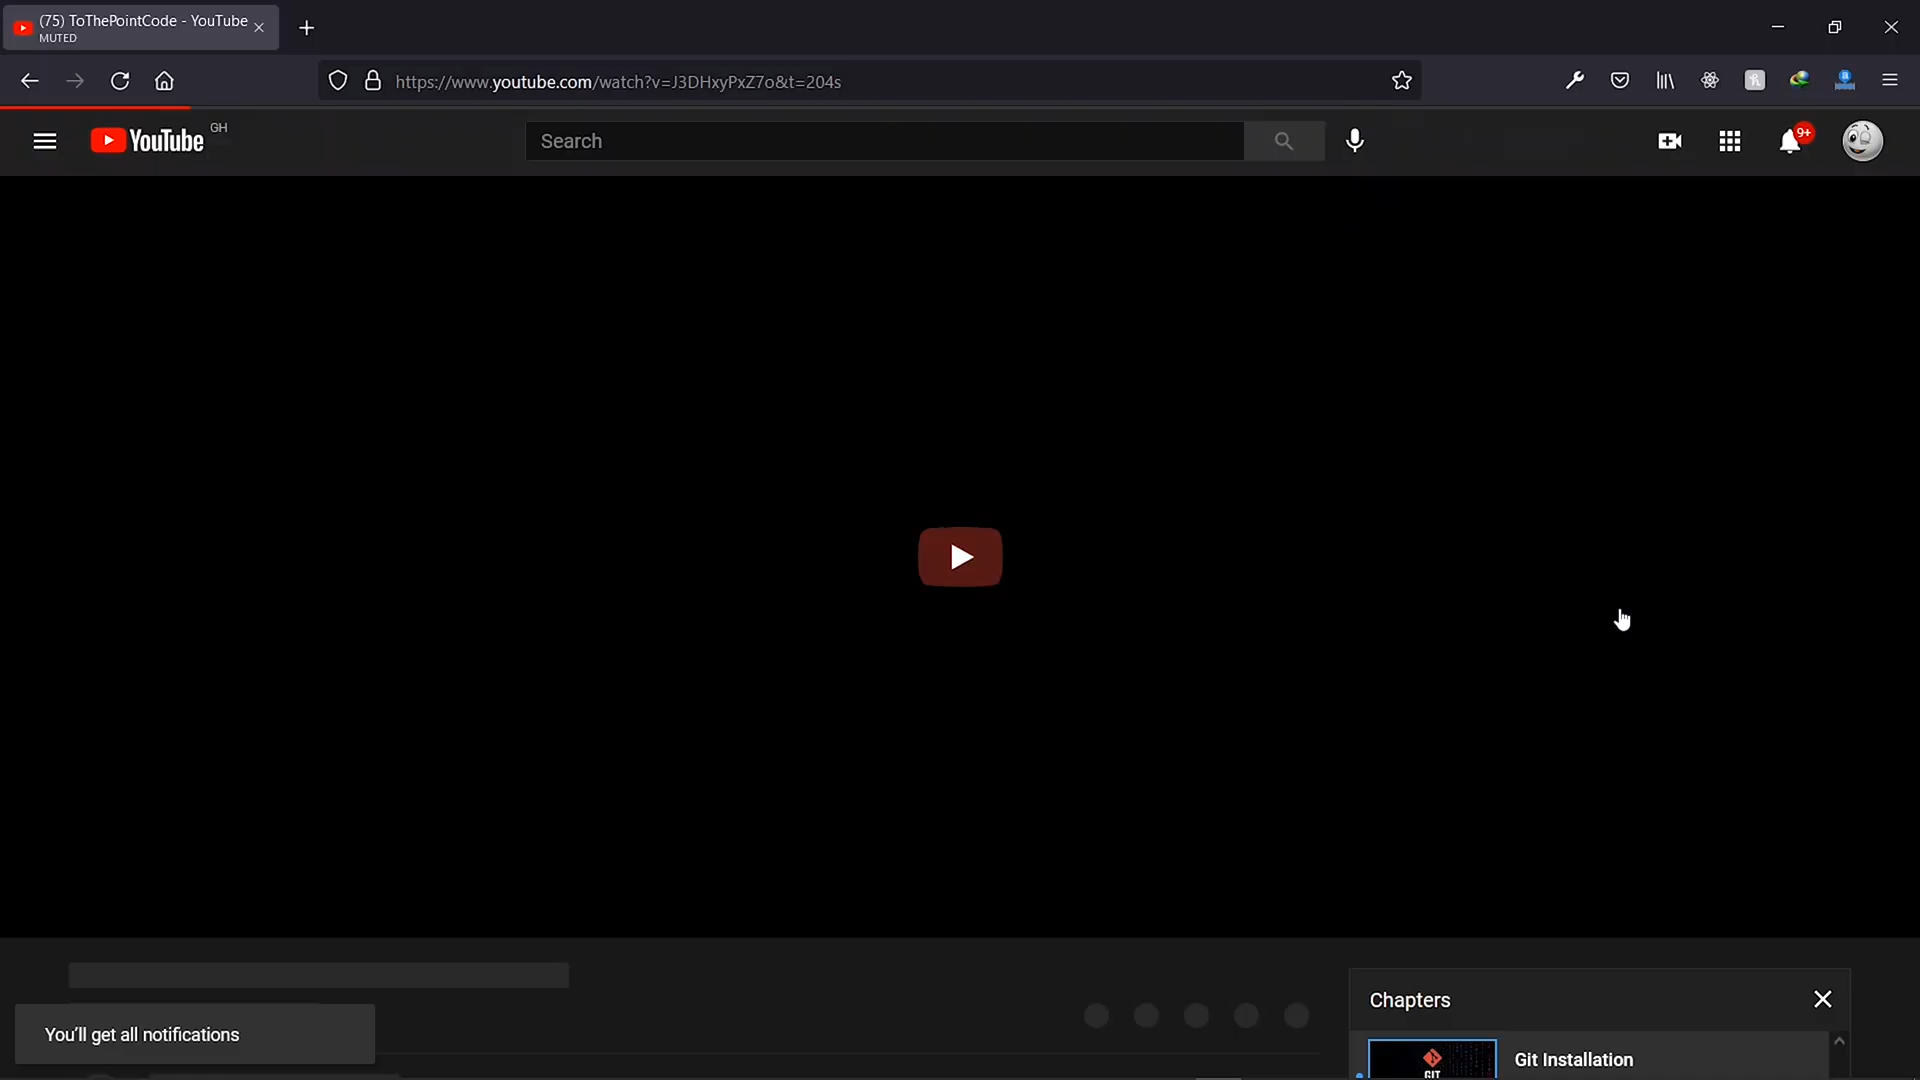 (75) ToThePointCode - YouTube
MUTED
https://www.youtube.com/watch?v=J3DHxyPxZ7o&t=204s
YouTube GH
Search
9+
Chapters
You'll get all notifications
GIT
Git Installation